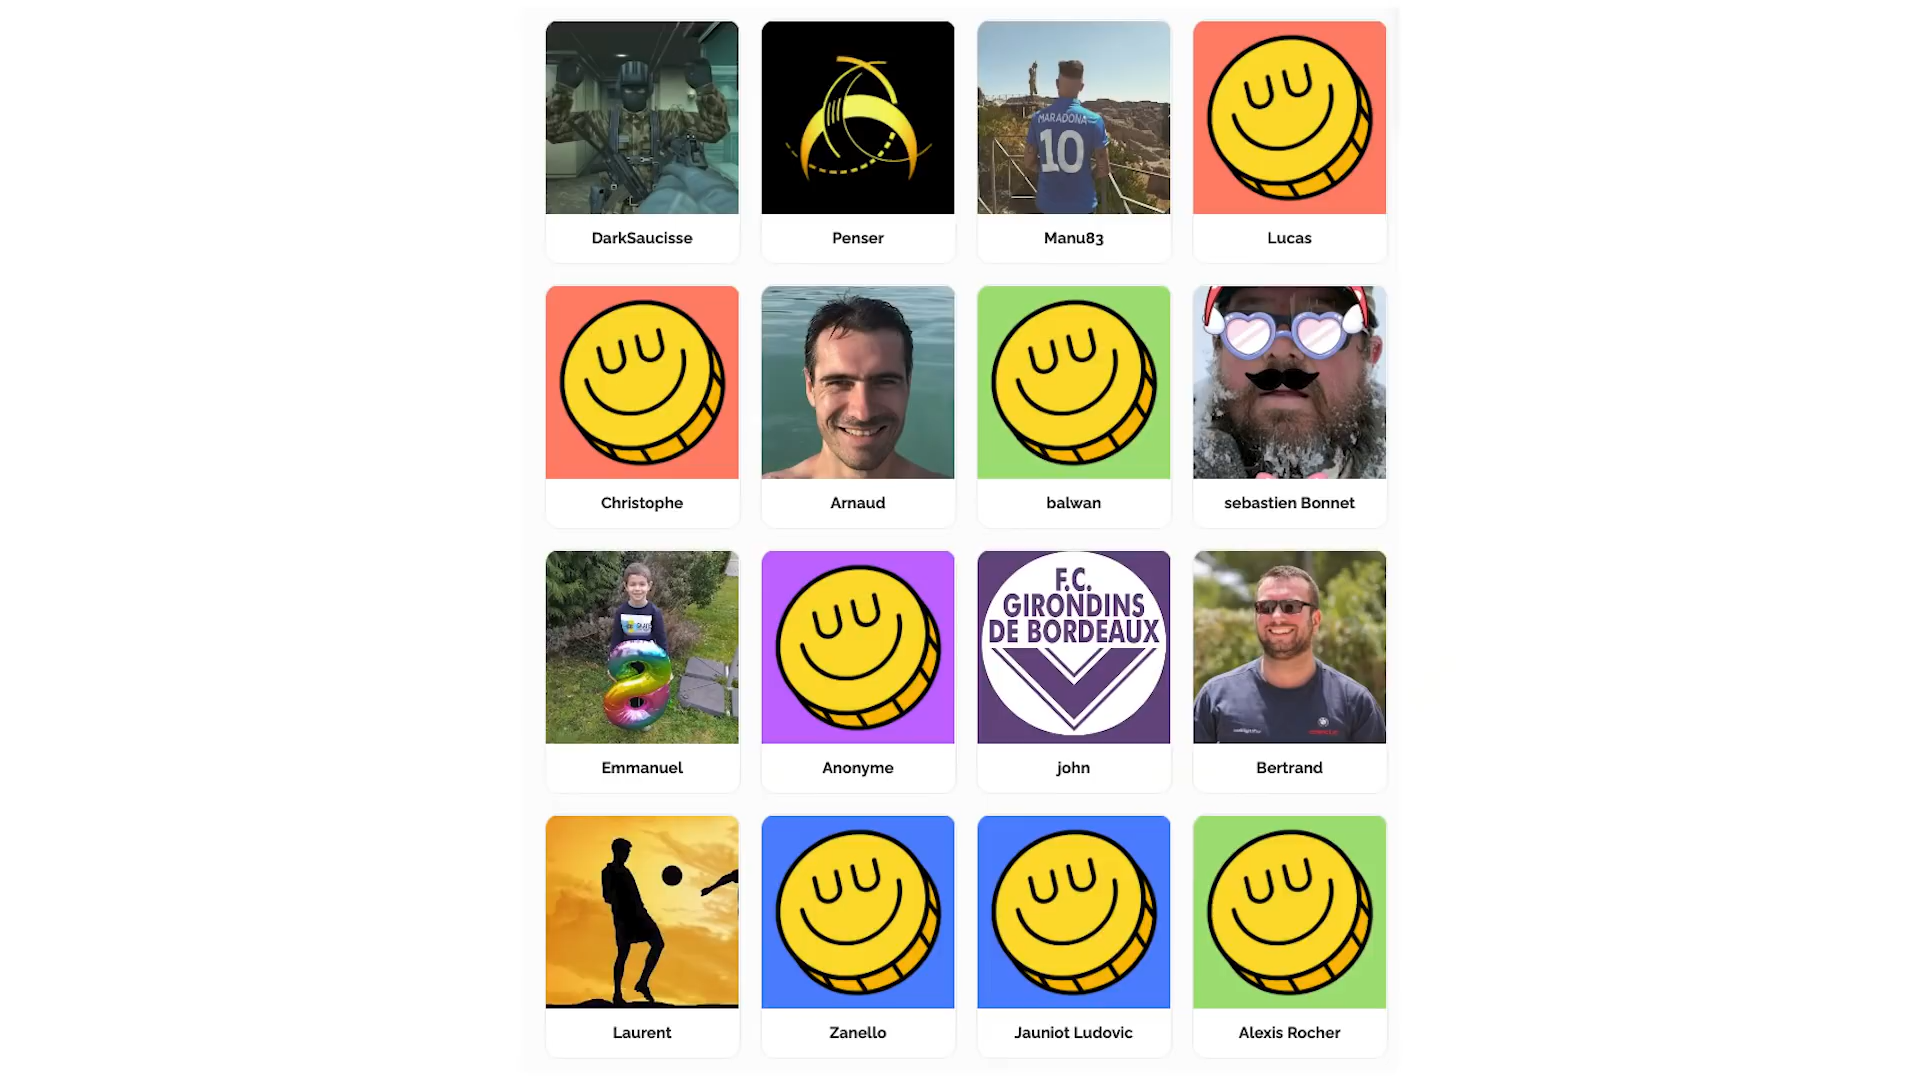 MARADONA
10
DarkSaucisse
Penser
Manu83
Lucas
Christophe
Arnaud
balwan
sebastien Bonnet
F.C.
GIRONDINS
DE BORDEAUX
Emmanuel
Anonyme
john
Bertrand
Laurent
Zanello
Jauniot Ludovic
Alexis Rocher